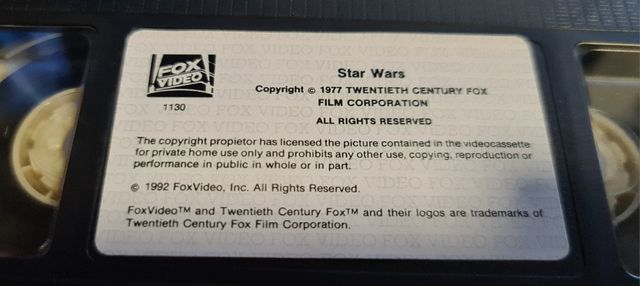 FOX
VIDEO
1130
Star Wars
Copyright © 1977 TWENTIETH CENTURY FOX
FILM CORPORATION
ALL RIGHTS RESERVED
The copyright propietor has licensed the picture contained in the videocassette
for private home use only and prohibits any other use, copying, reproduction or
performance in public in whole or in part.
© 1992 FoxVideo, Inc. All Rights Reserved.
FoxVideo™ and Twentieth Century Fox™ and their logos are trademarks of
Twentieth Century Fox Film Corporation.